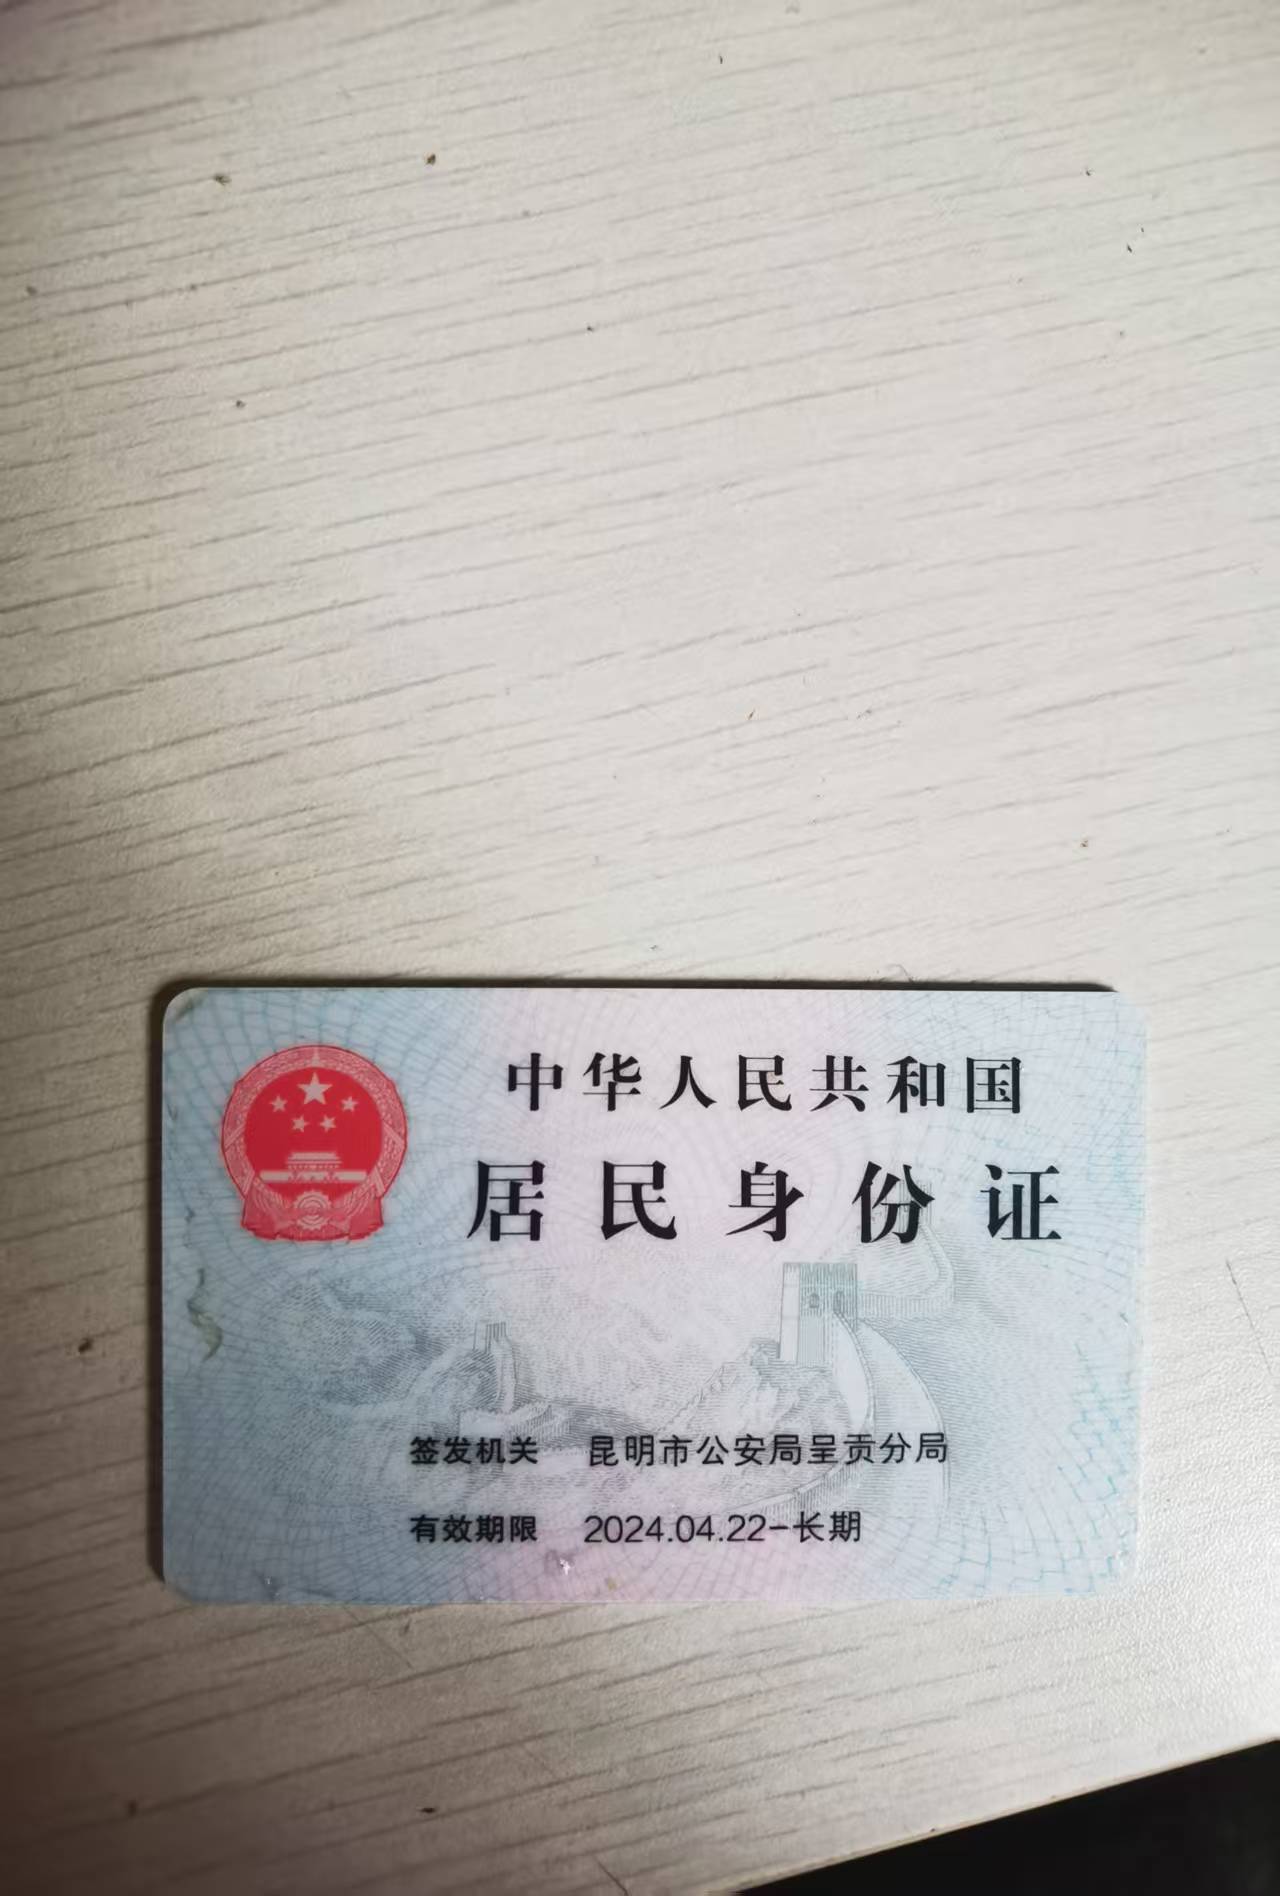 中华人民共和国
居民身份证
签发机关 昆明市公安局呈贡分局
有效期限 2024.04.22-长期